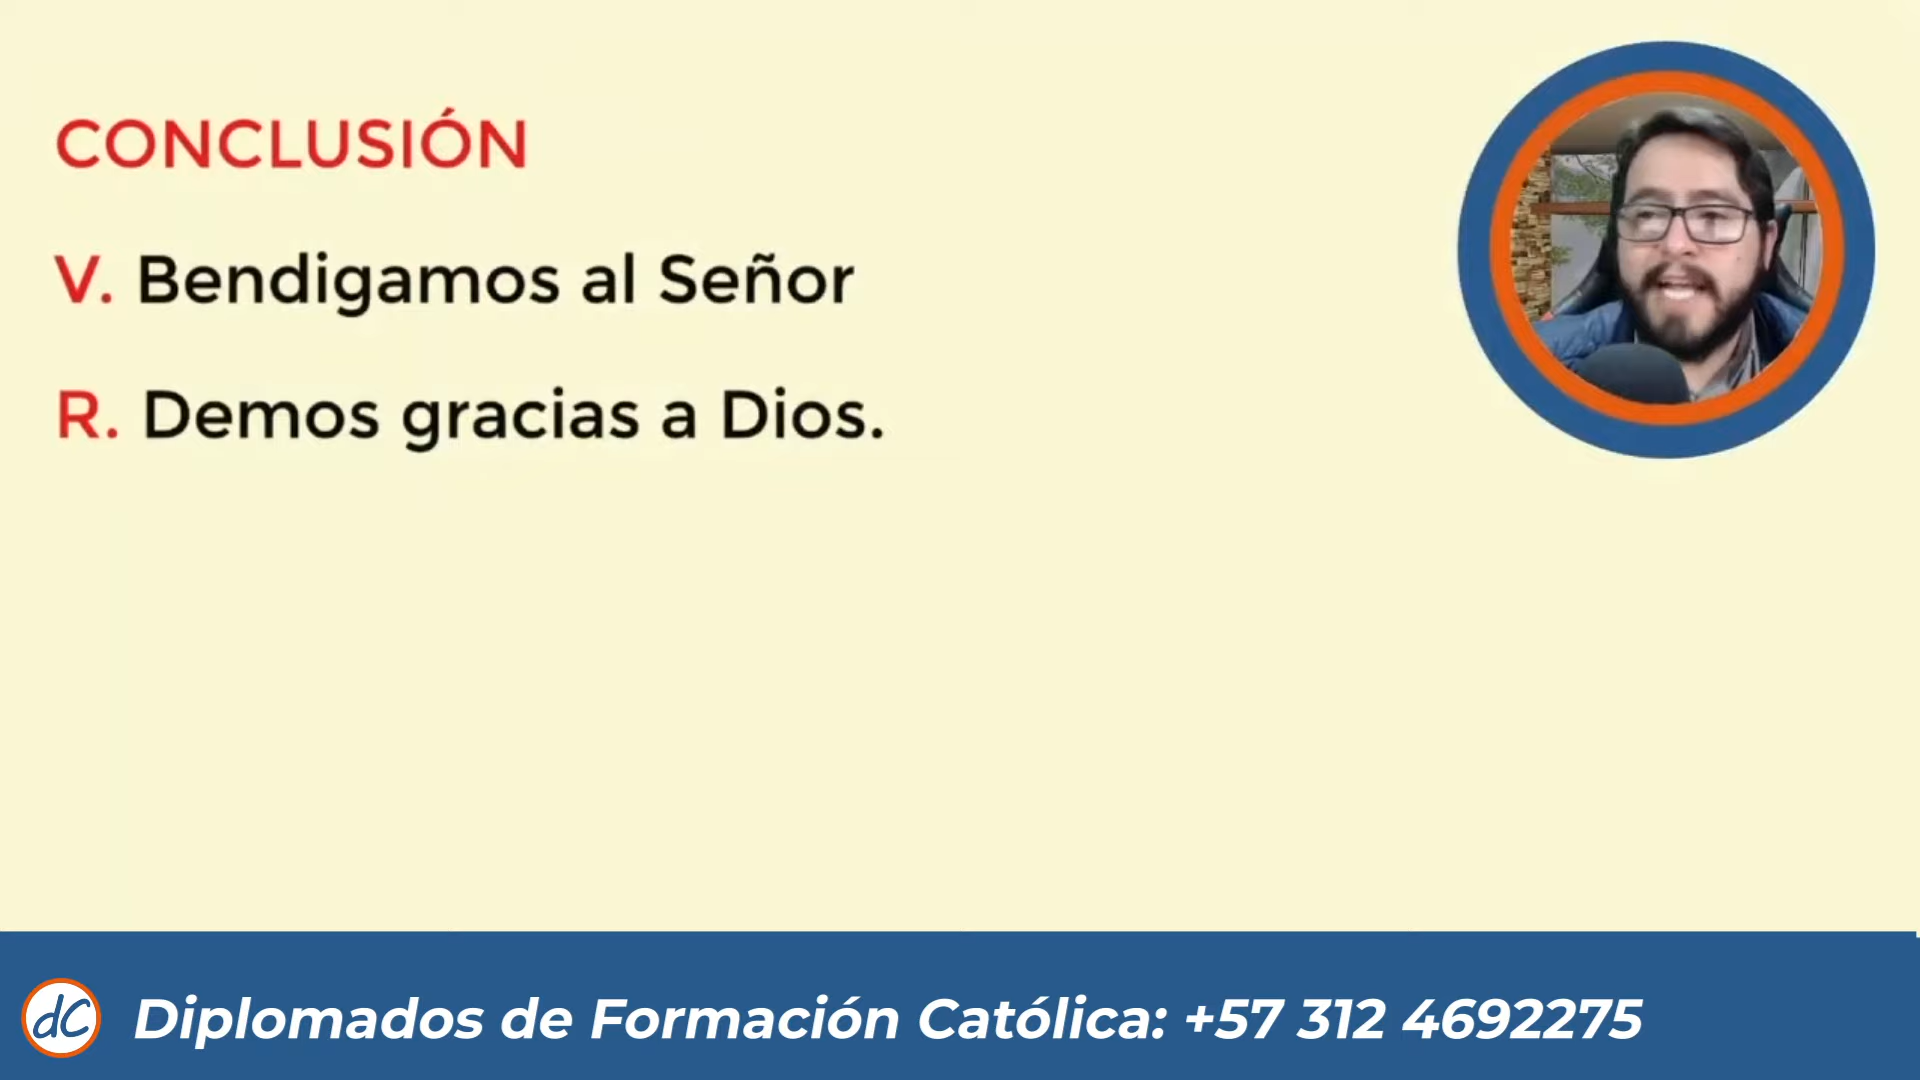 CONCLUSIÓN
V. Bendigamos al Señor
R. Demos gracias a Dios.
dC Diplomados de Formación Católica: +57 312 4692275